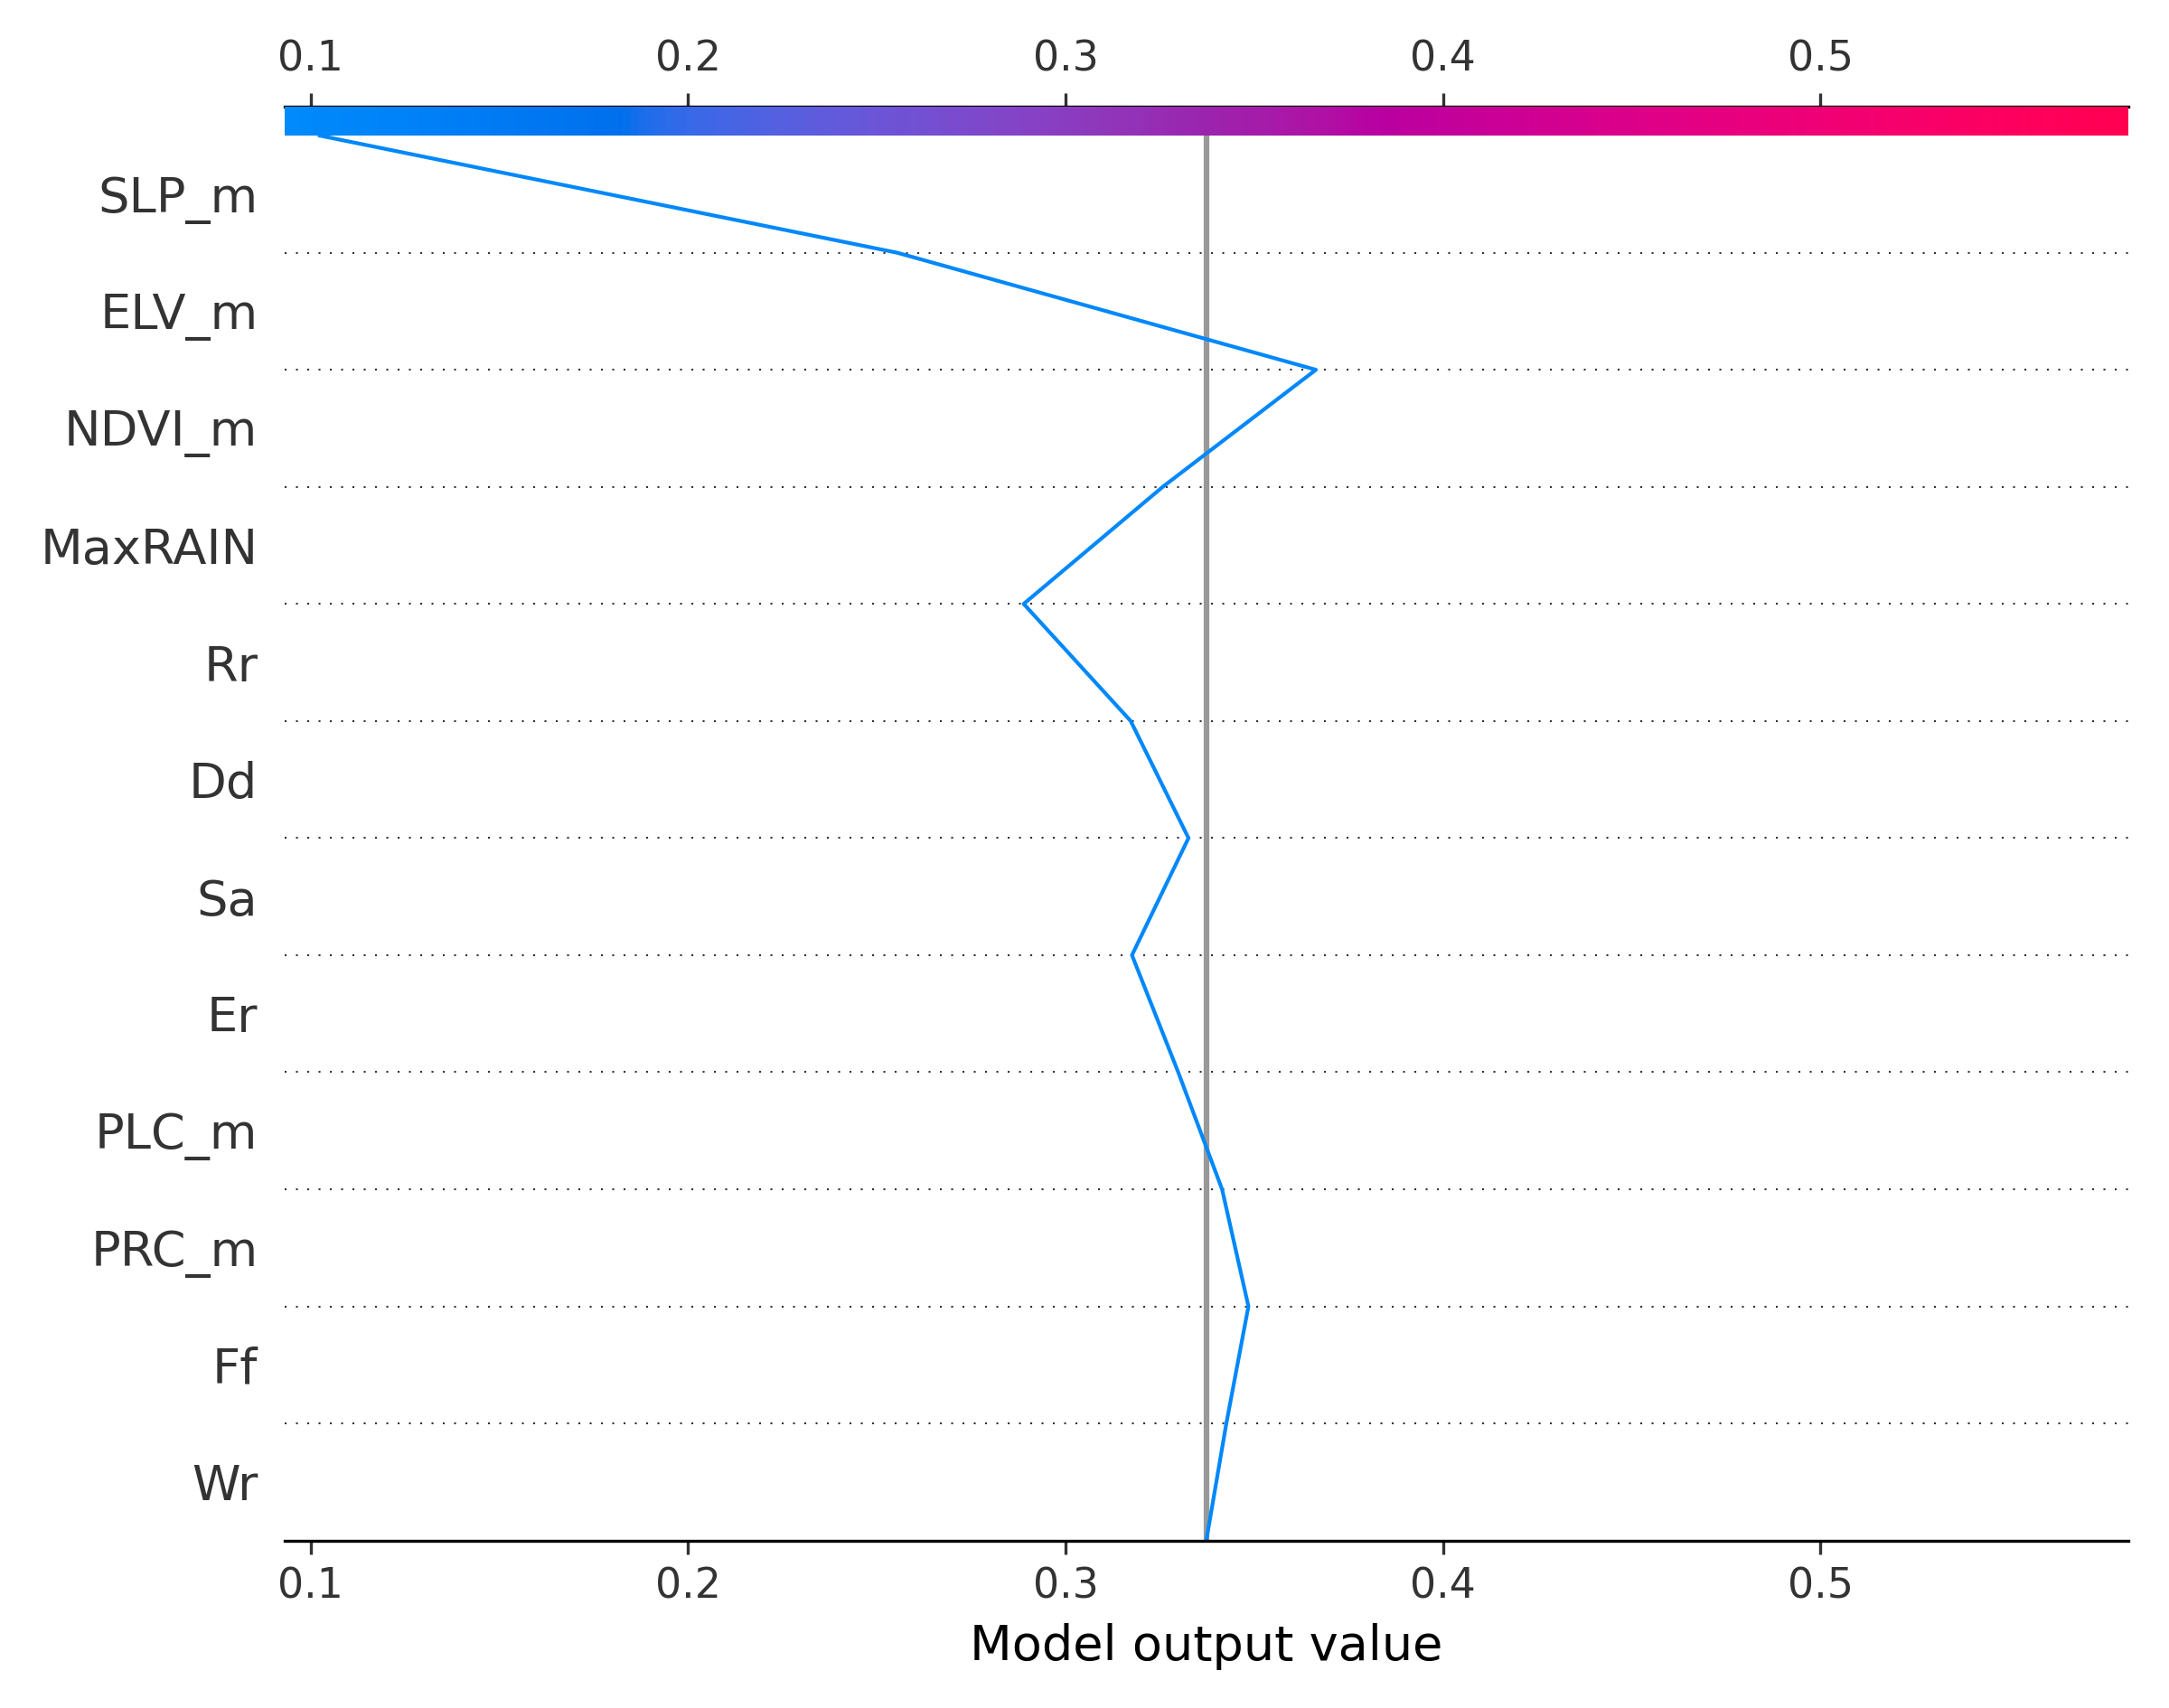 0.1 0.2 0.3 0.4 0.5
SLP_m
ELV_m
NDVI_m
MaxRAIN
Rr
Dd
Sa
Er
PLC_m
PRC_m
Ff
Wr
0.1 0.2 0.3 0.4 0.5
Model output value